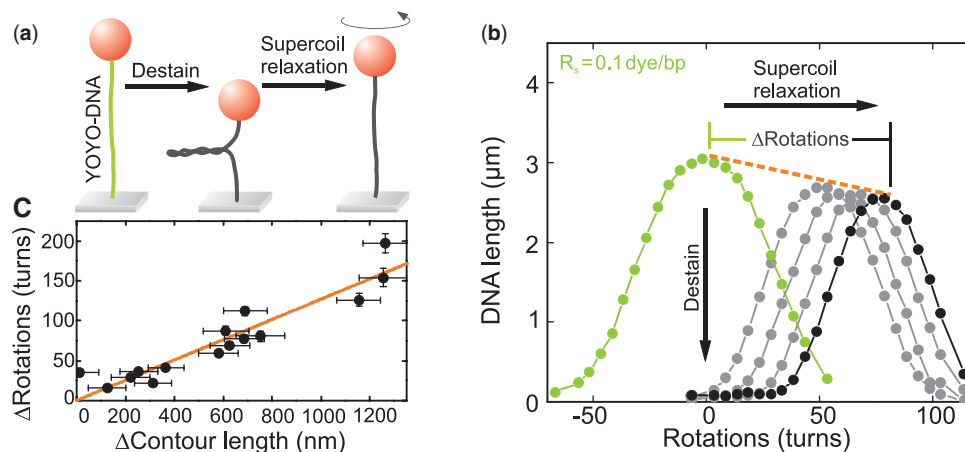 (a)
Destain
Supercoil
relaxation
YOYO-DNA
(b)
R_s=0.1 dye/bp
Supercoil
relaxation
ΔRotations
Destain
DNA length (μm)
4
3
2
1
0
-50
0
50
100
Rotations (turns)
C
ΔRotations (turns)
200
150
100
50
0
0
200
400
600
800
1000
1200
ΔContour length (nm)